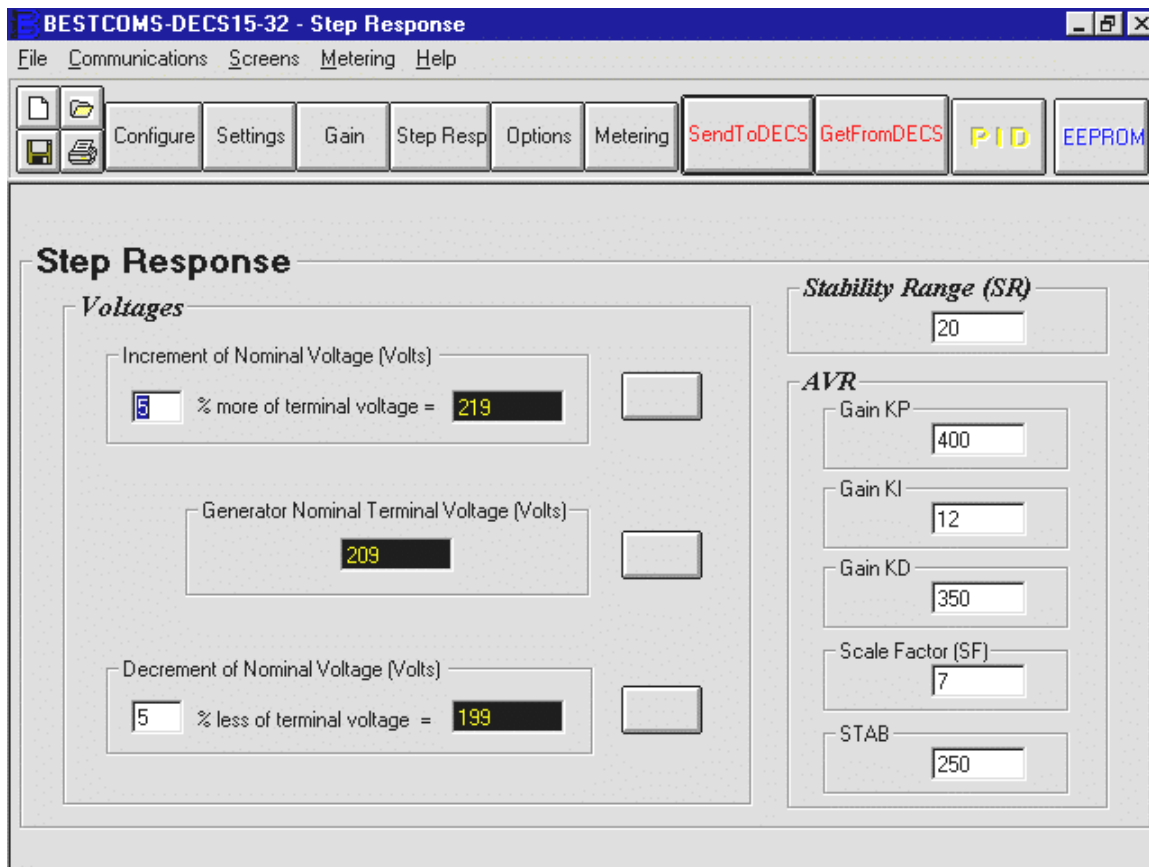 BESTCOMS-DECS15-32 - Step Response
File Communications Screens Metering Help
Configure Settings Gain Step Resp Options Metering SendToDECS GetFromDECS PID EEPROM
Step Response
Voltages
Increment of Nominal Voltage (Volts)
5 % more of terminal voltage = 219
Generator Nominal Terminal Voltage (Volts)
209
Decrement of Nominal Voltage (Volts)
5 % less of terminal voltage = 199
Stability Range (SR)
20
AVR
Gain KP
400
Gain KI
12
Gain KD
350
Scale Factor (SF)
7
STAB
250